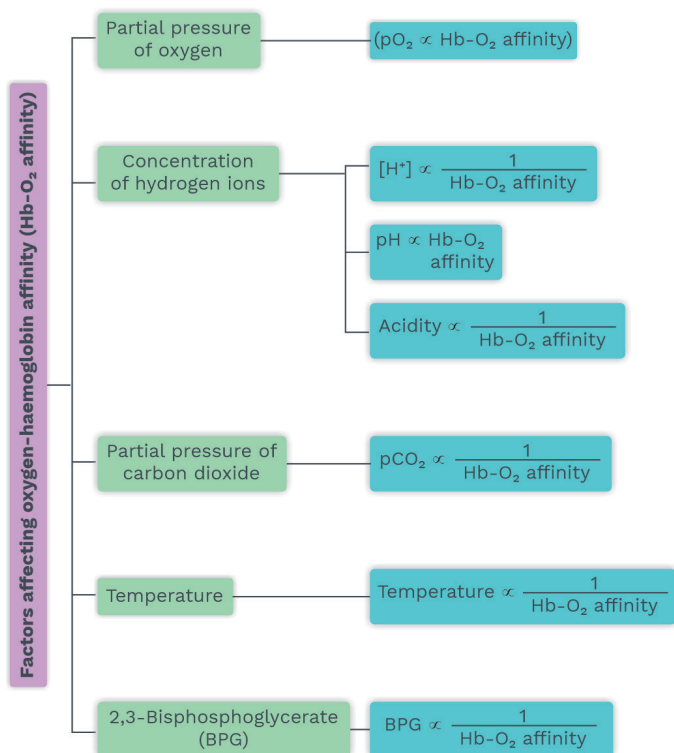 Factors affecting oxygen-haemoglobin affinity (Hb-O₂ affinity)
Partial pressure
of oxygen
(pO₂ ∝ Hb-O₂ affinity)
Concentration
of hydrogen ions
[H⁺] ∝ 1
Hb-O₂ affinity
pH ∝ Hb-O₂
affinity
Acidity ∝ 1
Hb-O₂ affinity
Partial pressure of
carbon dioxide
pCO₂ ∝ 1
Hb-O₂ affinity
Temperature
Temperature ∝ 1
Hb-O₂ affinity
2,3-Bisphosphoglycerate
(BPG)
BPG ∝ 1
Hb-O₂ affinity